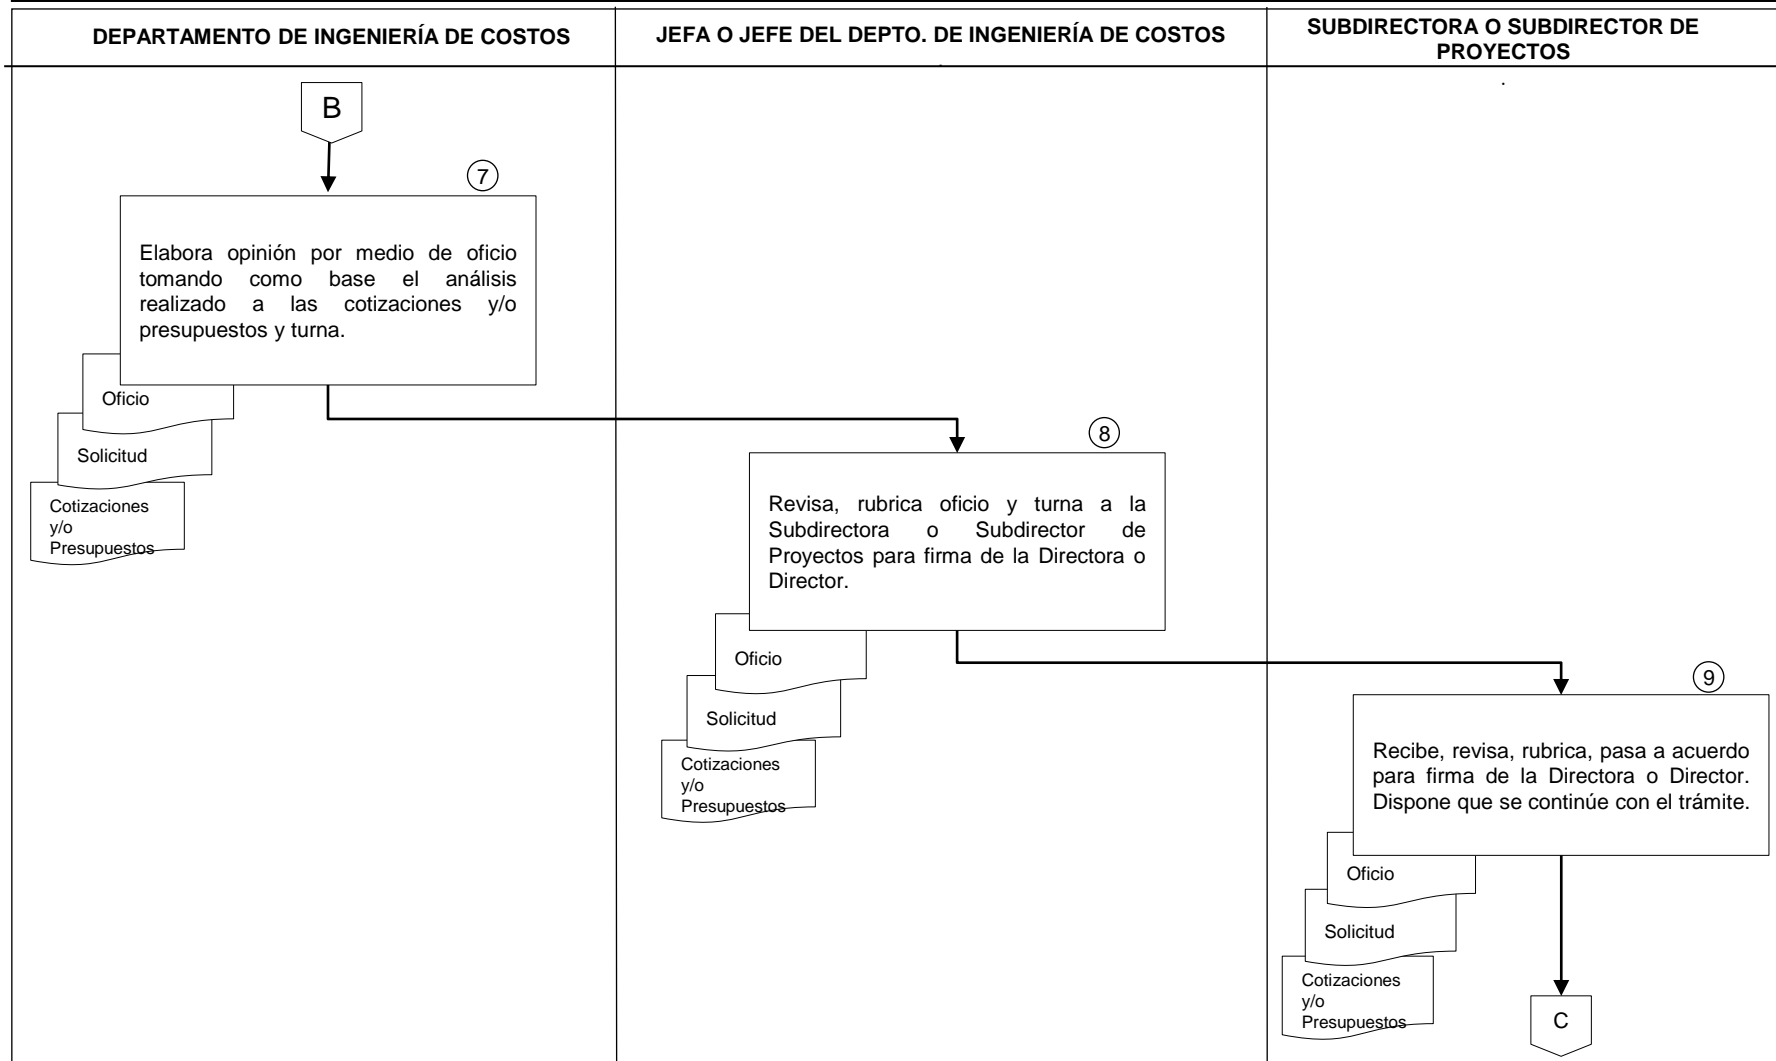 DEPARTAMENTO DE INGENIERÍA DE COSTOS
JEFA O JEFE DEL DEPTO. DE INGENIERÍA DE COSTOS
.
SUBDIRECTORA O SUBDIRECTOR DE
PROYECTOS
.
B
7
Elabora opinión por medio de oficio
tomando como base el análisis
realizado a las cotizaciones y/o
presupuestos y turna.
Oficio
Solicitud
Cotizaciones
y/o
Presupuestos
8
Revisa, rubrica oficio y turna a la
Subdirectora o Subdirector de
Proyectos para firma de la Directora o
Director.
Oficio
Solicitud
Cotizaciones
y/o
Presupuestos
9
Recibe, revisa, rubrica, pasa a acuerdo
para firma de la Directora o Director.
Dispone que se continúe con el trámite.
Oficio
Solicitud
Cotizaciones
y/o
Presupuestos
C